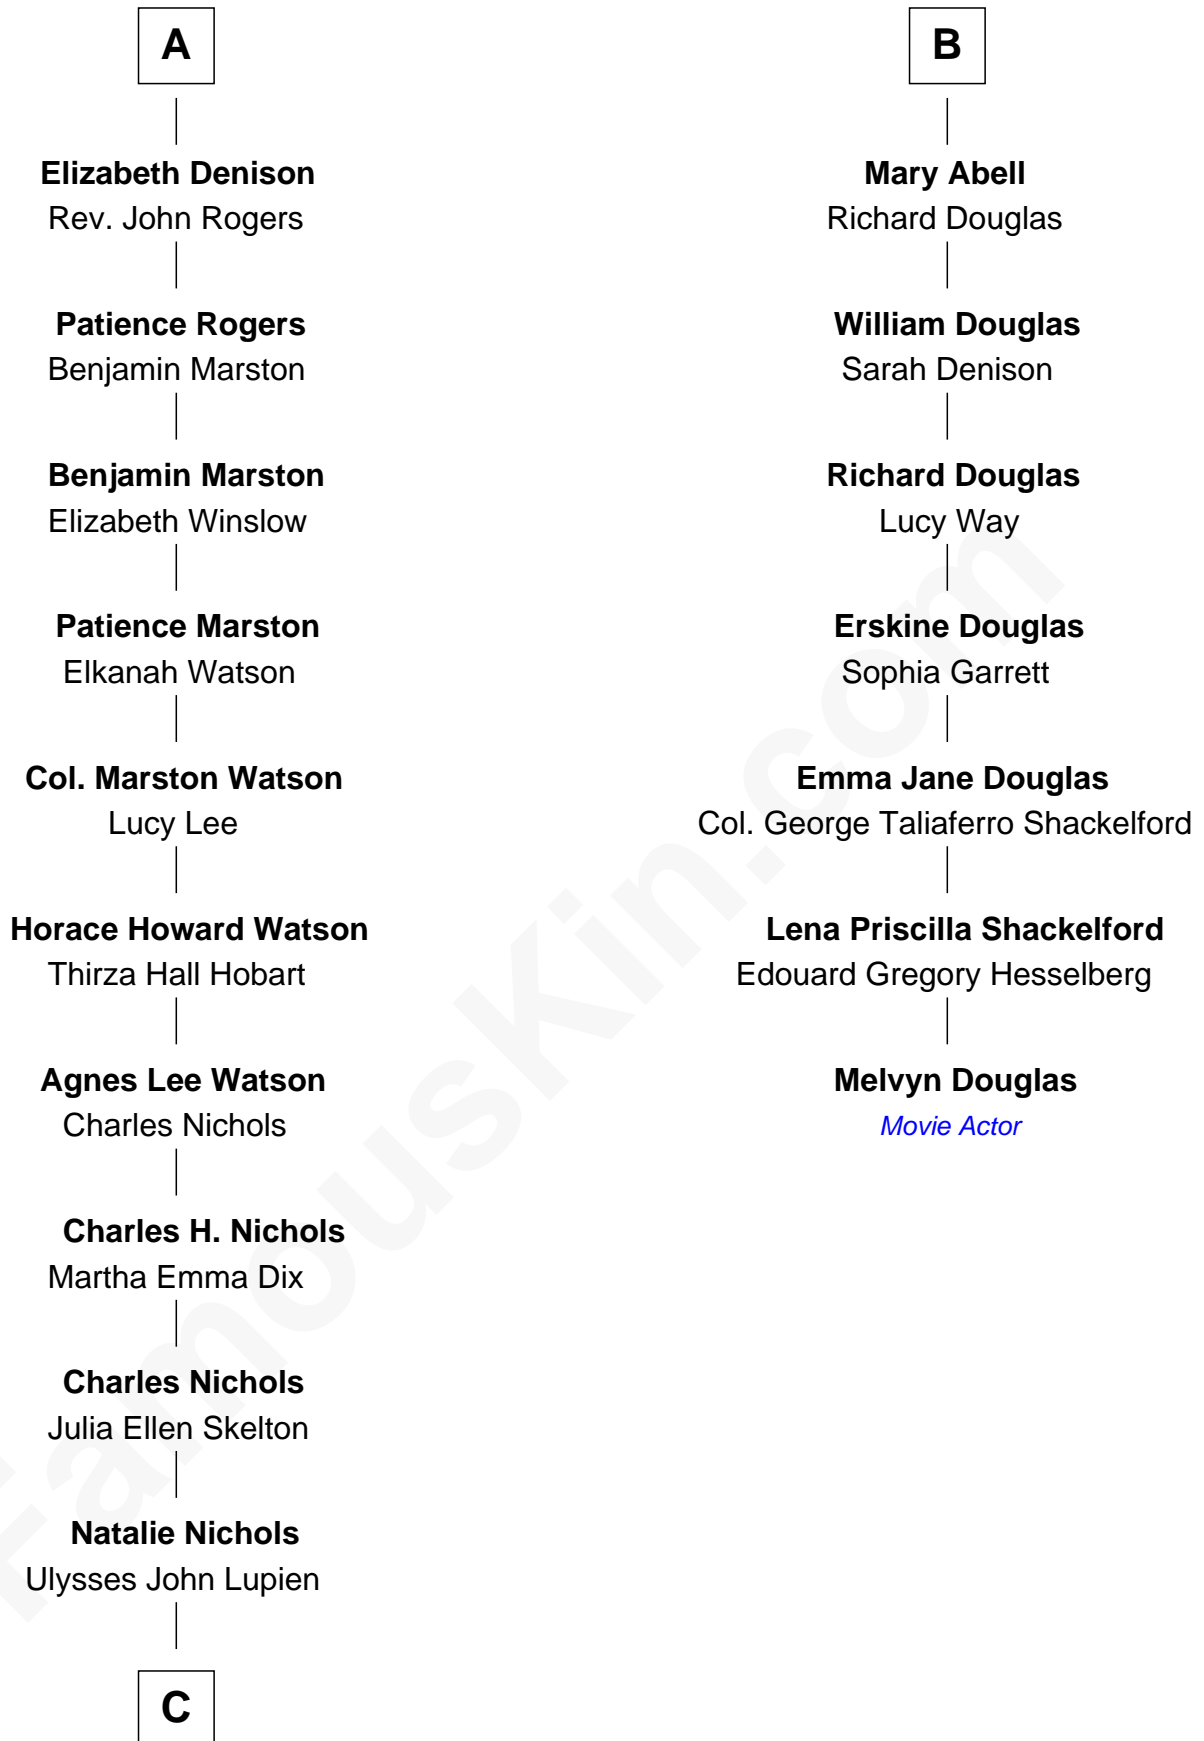 A
Elizabeth Denison
Rev. John Rogers
Patience Rogers
Benjamin Marston
Benjamin Marston
Elizabeth Winslow
Patience Marston
Elkanah Watson
Col. Marston Watson
Lucy Lee
Horace Howard Watson
Thirza Hall Hobart
Agnes Lee Watson
Charles Nichols
Charles H. Nichols
Martha Emma Dix
Charles Nichols
Julia Ellen Skelton
Natalie Nichols
Ulysses John Lupien
C
B
Mary Abell
Richard Douglas
William Douglas
Sarah Denison
Richard Douglas
Lucy Way
Erskine Douglas
Sophia Garrett
Emma Jane Douglas
Col. George Taliaferro Shackelford
Lena Priscilla Shackelford
Edouard Gregory Hesselberg
Melvyn Douglas
Movie Actor
FamousKin.com